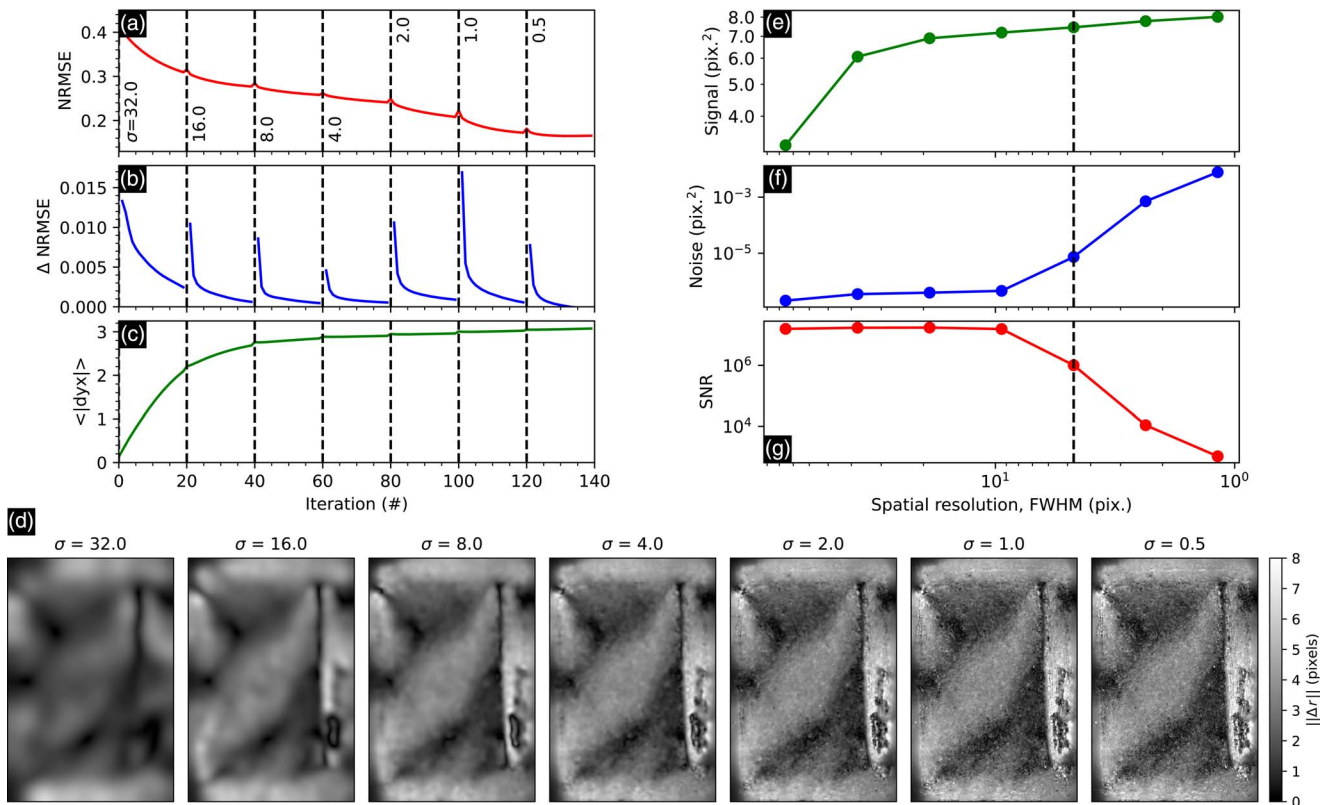 (a)
0.4
0.3
0.2
NRMSE
σ=32.0
16.0
8.0
4.0
2.0
1.0
0.5
(b)
0.015
0.010
0.005
0.000
Δ NRMSE
(c)
3
2
1
0
<|dyx|>
0 20 40 60 80 100 120 140
Iteration (#)
(e)
8.0
7.0
6.0
4.0
Signal (pix.²)
(f)
10⁻³
10⁻⁵
Noise (pix.²)
(g)
10⁶
10⁴
SNR
10¹ 10⁰
Spatial resolution, FWHM (pix.)
(d)
σ = 32.0 σ = 16.0 σ = 8.0 σ = 4.0 σ = 2.0 σ = 1.0 σ = 0.5
8
7
6
5
4
3
2
1
0
||Δr|| (pixels)